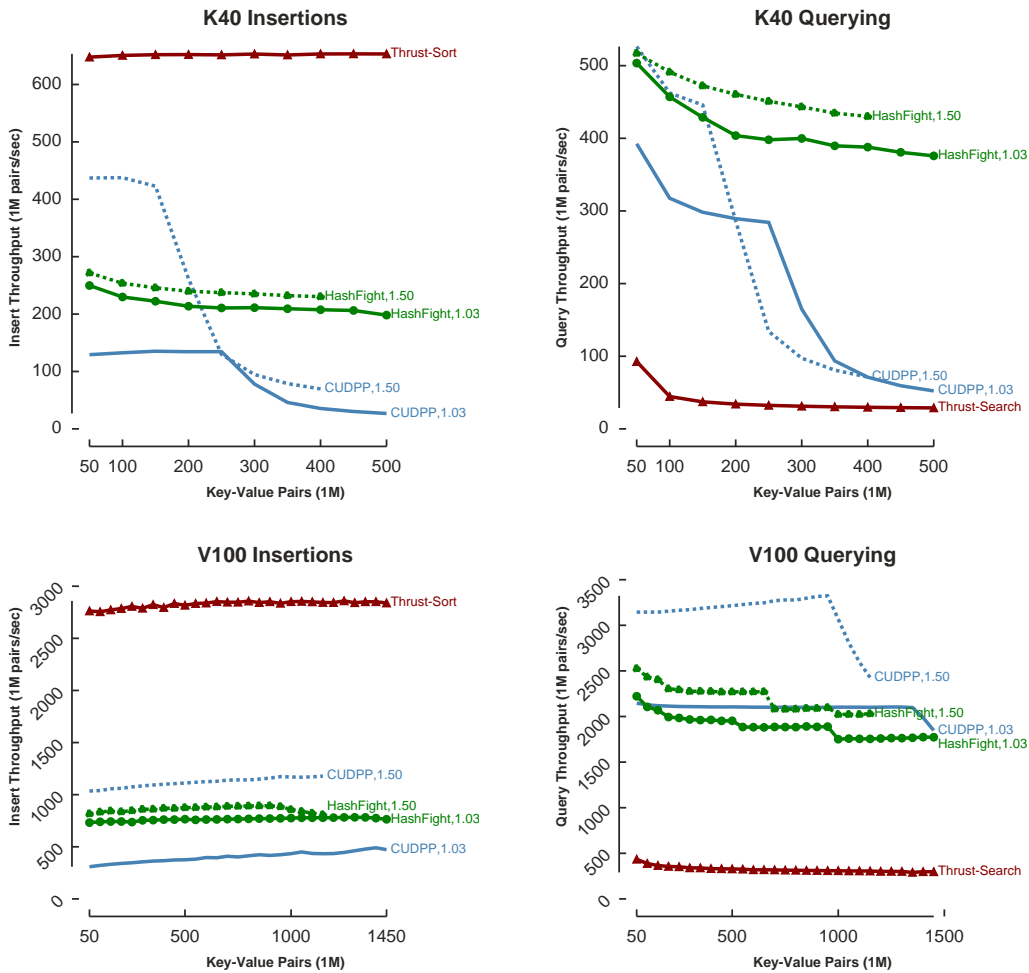 K40 Insertions
Insert Throughput (1M pairs/sec)
600
500
400
300
200
100
0
Thrust-Sort
HashFight,1.50
HashFight,1.03
CUDPP,1.50
CUDPP,1.03
50 100 200 300 400 500
Key-Value Pairs (1M)
K40 Querying
Query Throughput (1M pairs/sec)
500
400
300
200
100
0
HashFight,1.50
HashFight,1.03
CUDPP,1.50
CUDPP,1.03
Thrust-Search
50 100 200 300 400 500
Key-Value Pairs (1M)
V100 Insertions
Insert Throughput (1M pairs/sec)
3000
2500
2000
1500
1000
500
0
Thrust-Sort
CUDPP,1.50
HashFight,1.50
HashFight,1.03
CUDPP,1.03
50 500 1000 1450
Key-Value Pairs (1M)
V100 Querying
Query Throughput (1M pairs/sec)
3500
3000
2500
2000
1500
1000
500
0
CUDPP,1.50
HashFight,1.50
CUDPP,1.03
HashFight,1.03
Thrust-Search
50 500 1000 1500
Key-Value Pairs (1M)